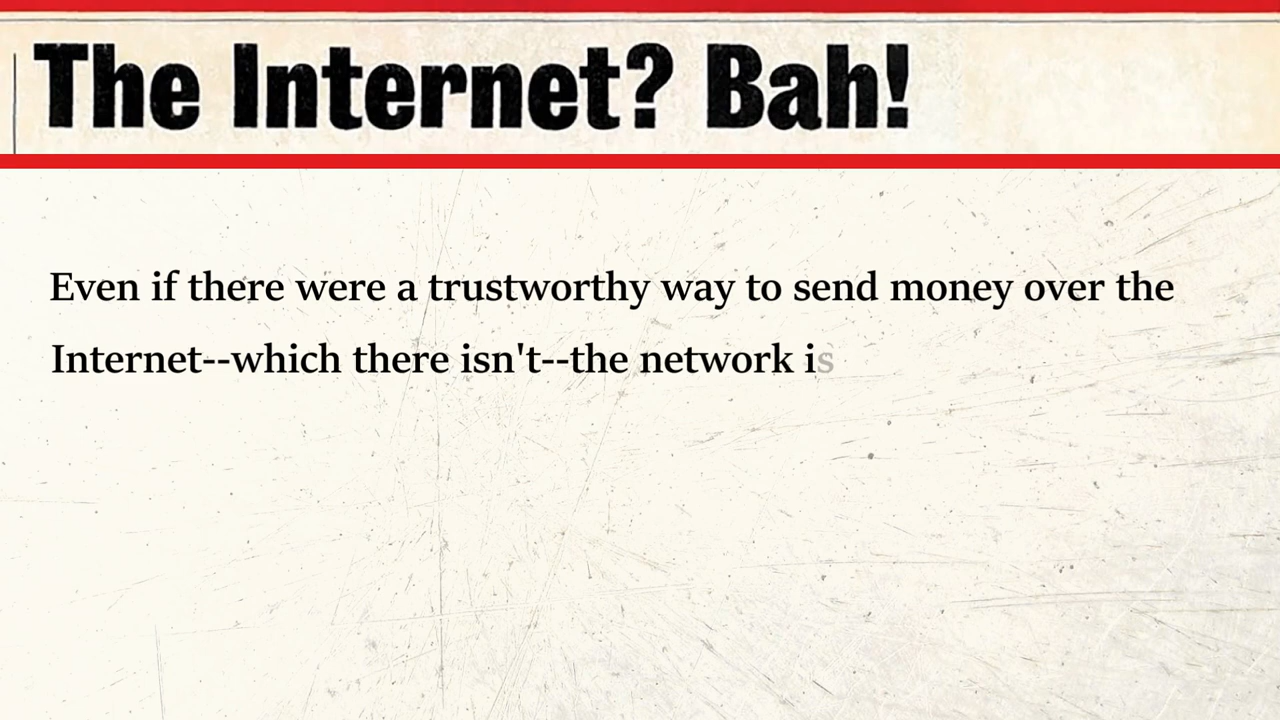 The Internet? Bah!
Even if there were a trustworthy way to send money over the
Internet--which there isn't--the network is